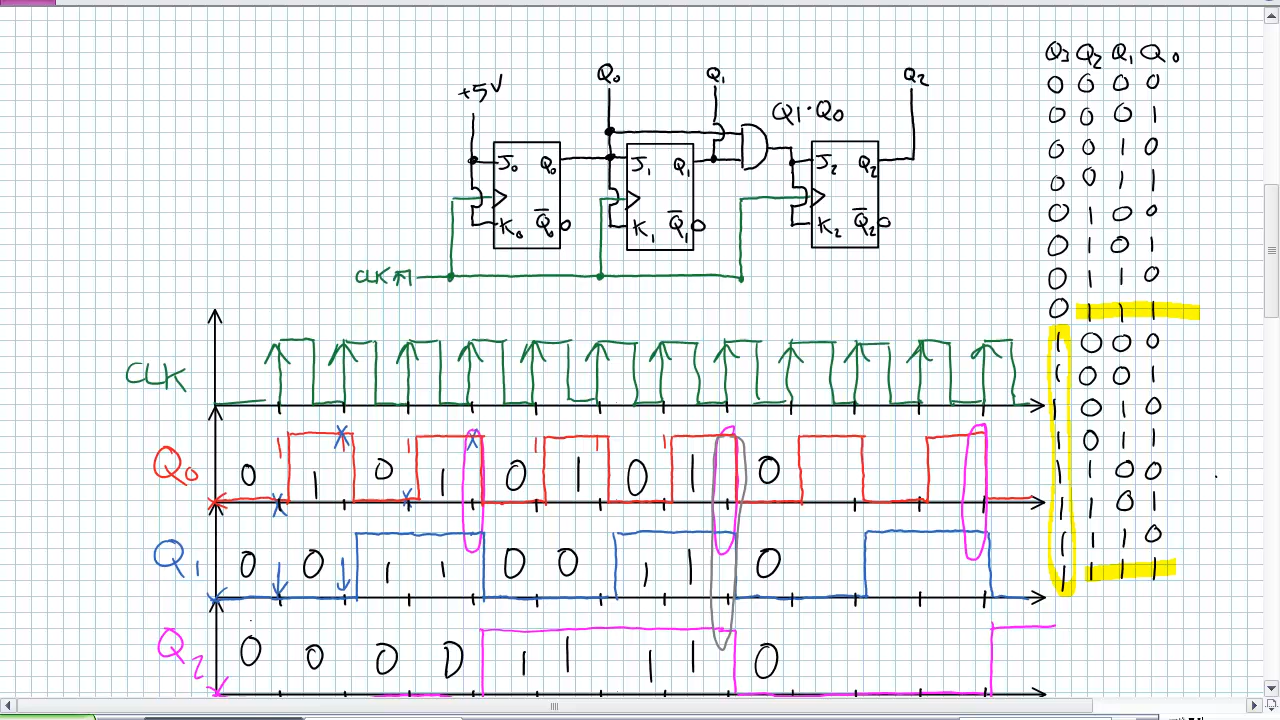 Q3 Q2 Q1 Q0
0 0 0 0
0 0 0 1
0 0 1 0
0 0 1 1
0 1 0 0
0 1 0 1
0 1 1 0
0 1 1 1
1 0 0 0
1 0 0 1
1 0 1 0
1 0 1 1
1 1 0 0
1 1 0 1
1 1 1 0
1 1 1 1
Q0 Q1 Q2
+5V
Q1·Q0
J0 Q0 J1 Q1 J2 Q2
K0 Q̅0 K1 Q̅1 K2 Q̅2
CLK
CLK
Q0 0 1 0 1 0 1 0 1 0
Q1 0 0 1 1 0 0 1 1 0
Q2 0 0 0 0 1 1 1 1 0